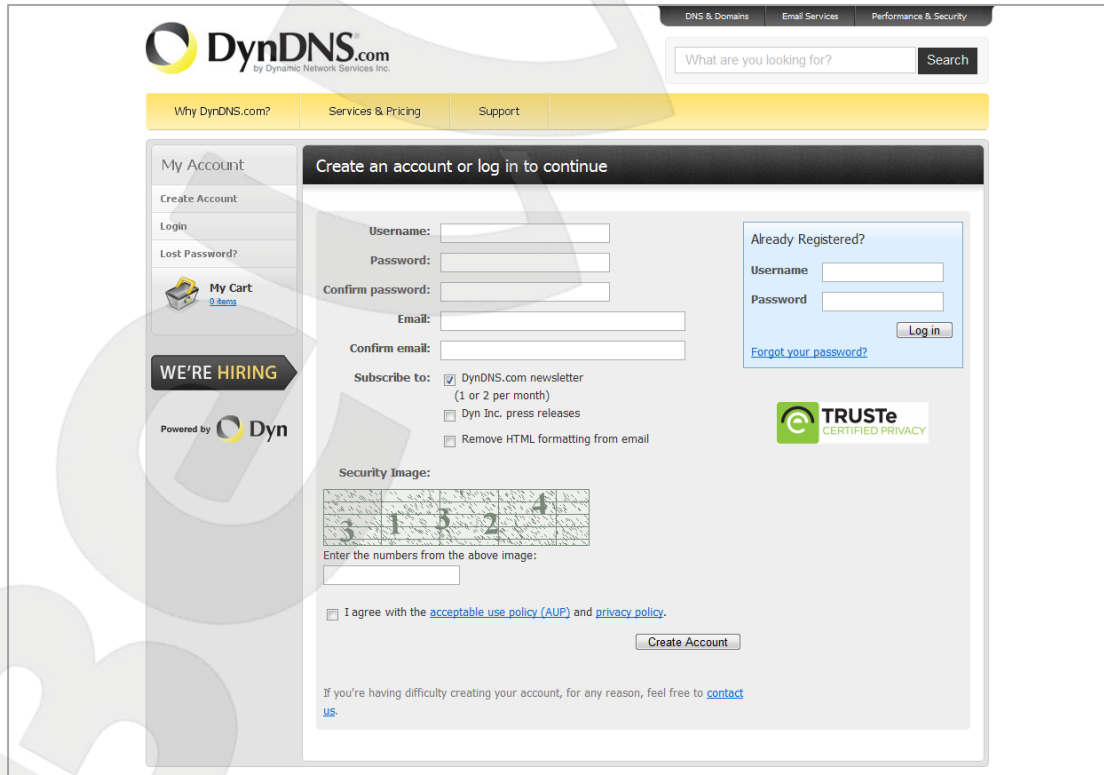 DNS & Domains Email Services Performance & Security
DynDNS.com
by Dynamic Network Services Inc.
What are you looking for? Search
Why DynDNS.com? Services & Pricing Support
My Account
Create Account
Login
Lost Password?
My Cart
0 items
WE'RE HIRING
Powered by Dyn
Create an account or log in to continue
Username:
Password:
Confirm password:
Email:
Confirm email:
Subscribe to: DynDNS.com newsletter
(1 or 2 per month)
Dyn Inc. press releases
Remove HTML formatting from email
Security Image:
3 1 3 2 4
Enter the numbers from the above image:
I agree with the acceptable use policy (AUP) and privacy policy.
Create Account
If you're having difficulty creating your account, for any reason, feel free to contact
us.
Already Registered?
Username
Password
Log in
Forgot your password?
TRUSTe
CERTIFIED PRIVACY